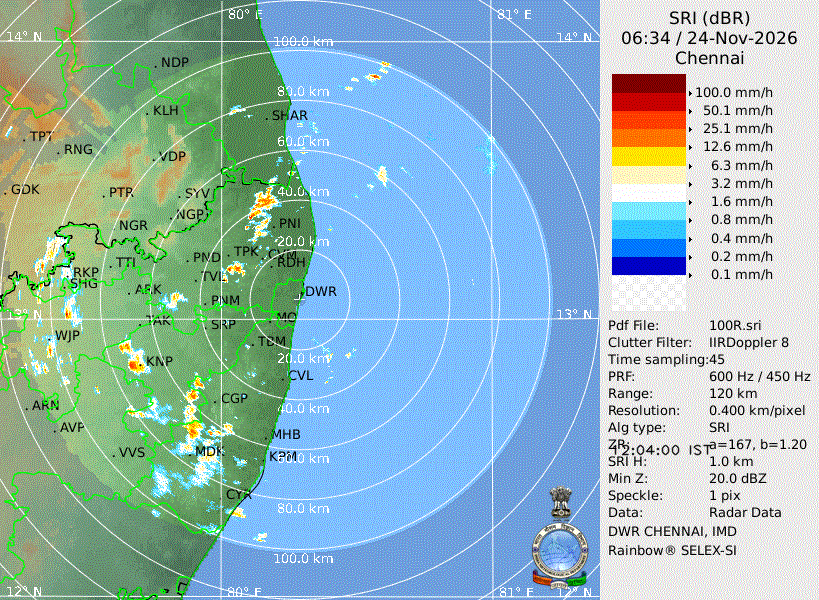 80° E
81° E
14° N
14° N
100.0 km
NDP
80.0 km
KLH
SHAR
TPT
RNG
60.0 km
VDP
GDK
PTR
SYV
40.0 km
NGP
NGR
PNI
20.0 km
TPK
PND
TTI
RDH
RKP
TVL
SHG
ARK
DWR
PNM
13° N
TAK
SRP
MO
13° N
WJP
TBM
20.0 km
KNP
CVL
CGP
ARN
40.0 km
AVP
MHB
VVS
MDK
60.0 km
KPM
CYR
80.0 km
100.0 km
12° N
80° E
81° E
12° N
SRI (dBR)
06:34 / 24-Nov-2026
Chennai
100.0 mm/h
50.1 mm/h
25.1 mm/h
12.6 mm/h
6.3 mm/h
3.2 mm/h
1.6 mm/h
0.8 mm/h
0.4 mm/h
0.2 mm/h
0.1 mm/h
Pdf File: 100R.sri
Clutter Filter: IIRDoppler 8
Time sampling:45
PRF: 600 Hz / 450 Hz
Range: 120 km
Resolution: 0.400 km/pixel
Alg type: SRI
ZR: a=167, b=1.20
12:04:00 IST
SRI H: 1.0 km
Min Z: 20.0 dBZ
Speckle: 1 pix
Data: Radar Data
DWR CHENNAI, IMD
Rainbow® SELEX-SI